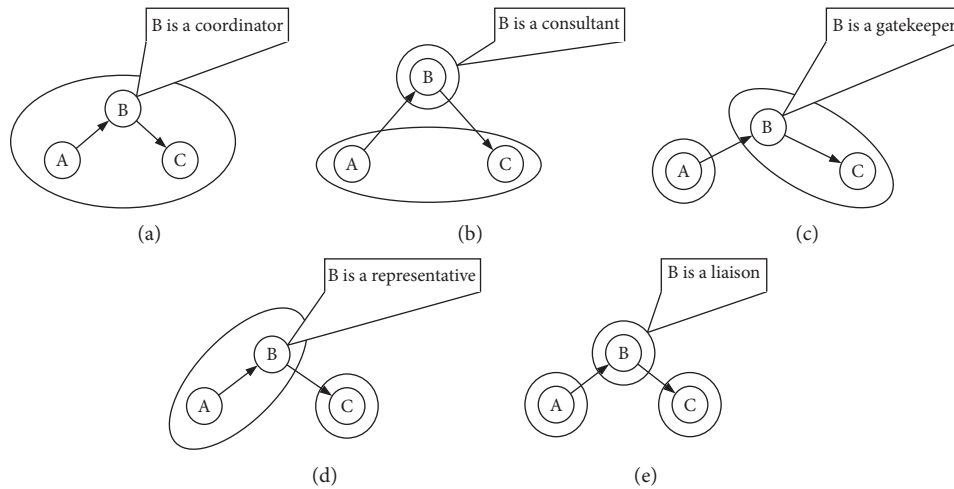 B is a coordinator
B
A
C
(a)
B is a consultant
B
A
C
(b)
B is a gatekeeper
B
A
C
(c)
B is a representative
B
A
C
(d)
B is a liaison
B
A
C
(e)